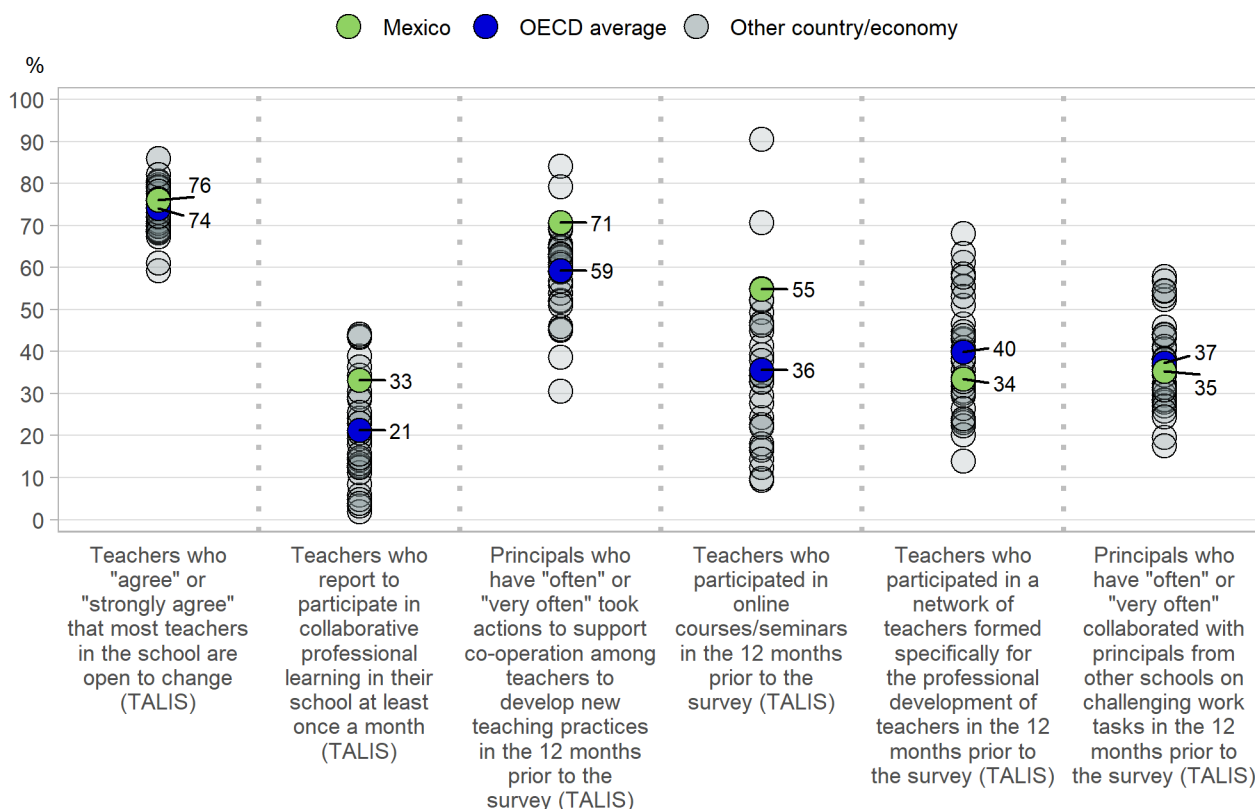 Mexico
OECD average
Other country/economy
%
100
90
80
70
60
50
40
30
20
10
0
76
74
33
21
71
59
55
36
40
34
37
35
Teachers who
"agree" or
"strongly agree"
that most teachers
in the school are
open to change
(TALIS)
Teachers who
report to
participate in
collaborative
professional
learning in their
school at least
once a month
(TALIS)
Principals who
have "often" or
"very often" took
actions to support
co-operation among
teachers to
develop new
teaching practices
in the 12 months
prior to the
survey (TALIS)
Teachers who
participated in
online
courses/seminars
in the 12 months
prior to the
survey (TALIS)
Teachers who
participated in a
network of
teachers formed
specifically for
the professional
development of
teachers in the 12
months prior to
the survey (TALIS)
Principals who
have "often" or
"very often"
collaborated with
principals from
other schools on
challenging work
tasks in the 12
months prior to
the survey (TALIS)